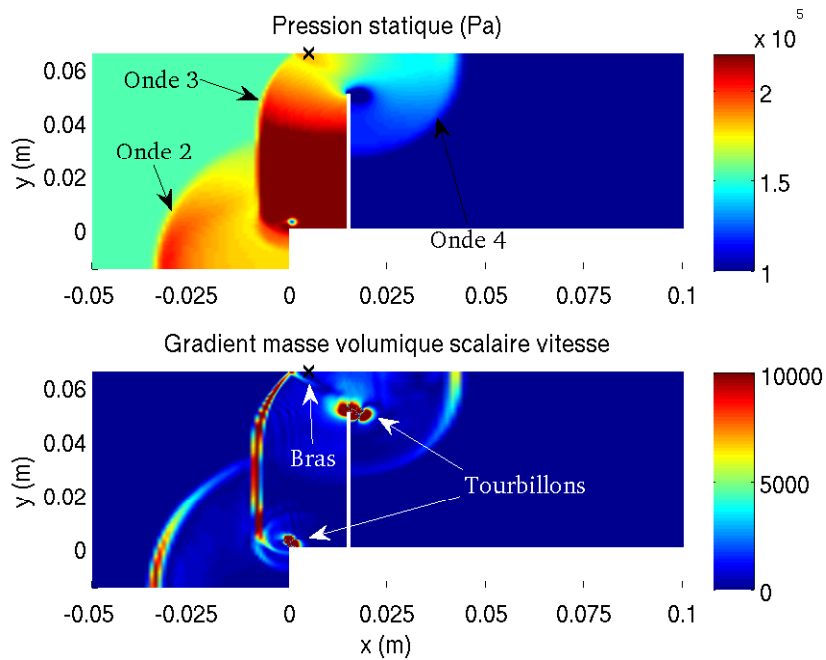 Pression statique (Pa)
x 10^5
0.06
0.04
0.02
0
y (m)
Onde 3
Onde 2
Onde 4
2
1.5
1
-0.05
-0.025
0
0.025
0.05
0.075
0.1
Gradient masse volumique scalaire vitesse
0.06
0.04
0.02
0
y (m)
Bras
Tourbillons
10000
5000
0
-0.05
-0.025
0
0.025
0.05
0.075
0.1
x (m)